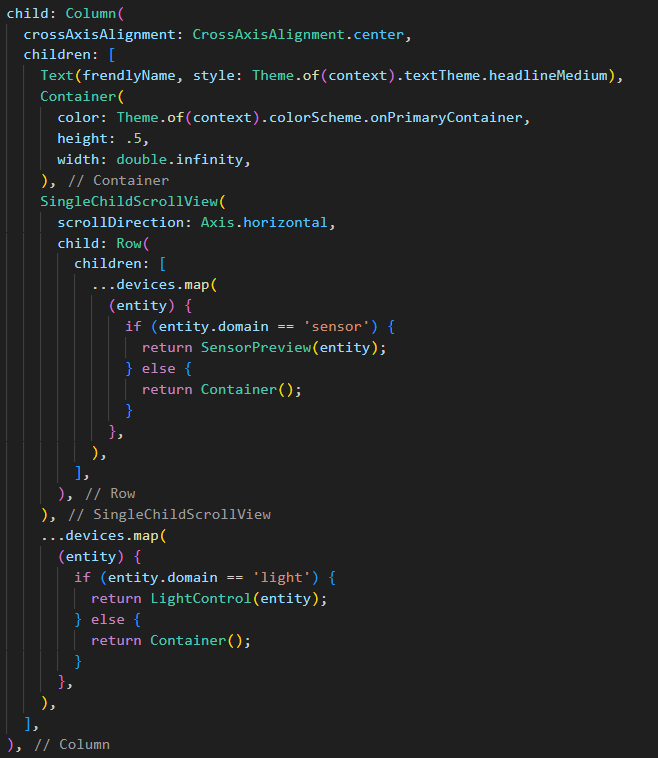 child: Column(
  crossAxisAlignment: CrossAxisAlignment.center,
  children: [
    Text(frendlyName, style: Theme.of(context).textTheme.headlineMedium),
    Container(
      color: Theme.of(context).colorScheme.onPrimaryContainer,
      height: .5,
      width: double.infinity,
    ), // Container
    SingleChildScrollView(
      scrollDirection: Axis.horizontal,
      child: Row(
        children: [
          ...devices.map(
            (entity) {
              if (entity.domain == 'sensor') {
                return SensorPreview(entity);
              } else {
                return Container();
              }
            },
          ),
        ],
      ), // Row
    ), // SingleChildScrollView
    ...devices.map(
      (entity) {
        if (entity.domain == 'light') {
          return LightControl(entity);
        } else {
          return Container();
        }
      },
    ),
  ],
), // Column